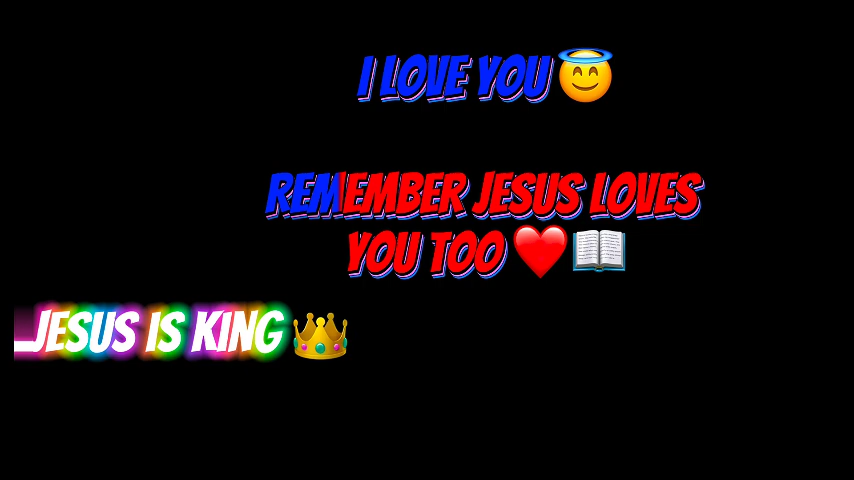 I LOVE YOU 😇
REMEMBER JESUS LOVES
YOU TOO ❤️📖
JESUS IS KING 👑